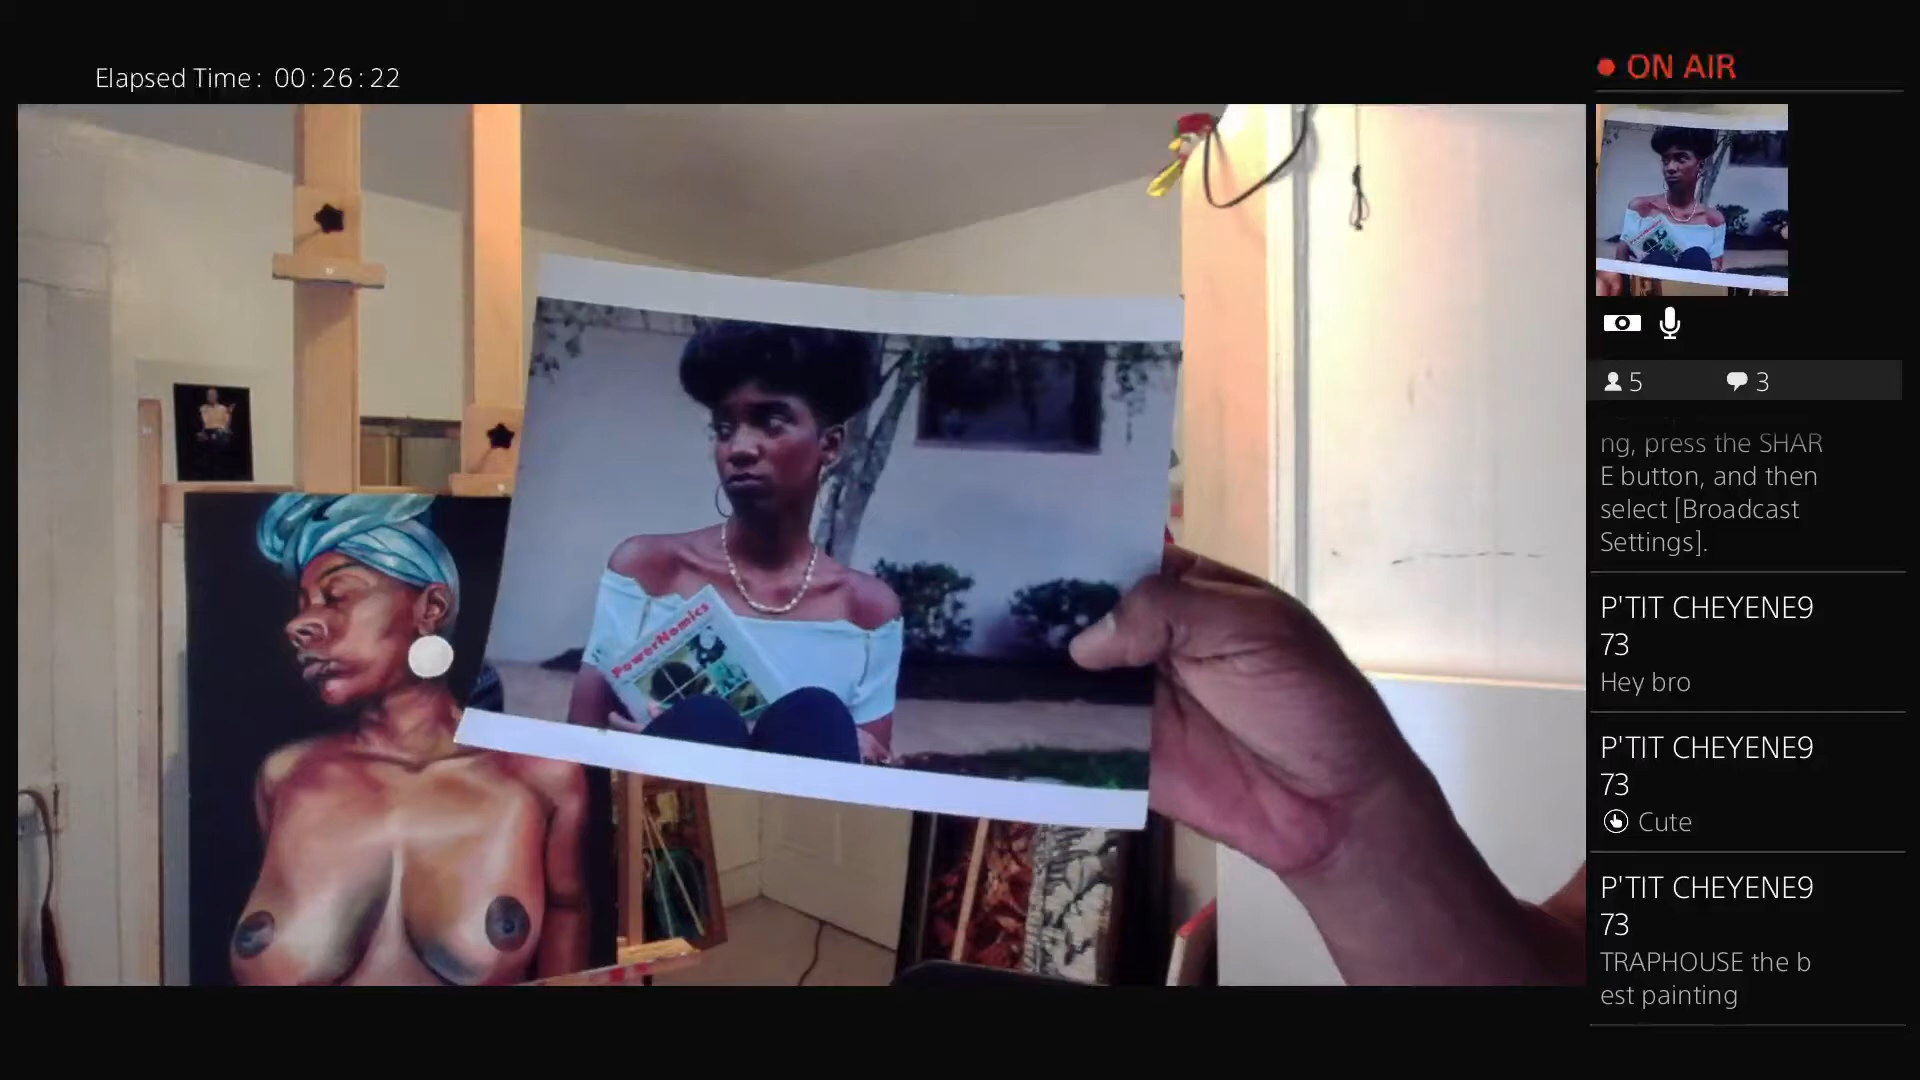 Elapsed Time: 00:26:22
ON AIR
5
3
ng, press the SHAR
E button, and then
select [Broadcast
Settings].
P'TIT CHEYENE9
73
Hey bro
P'TIT CHEYENE9
73
Cute
P'TIT CHEYENE9
73
TRAPHOUSE the b
est painting
PowerNomics